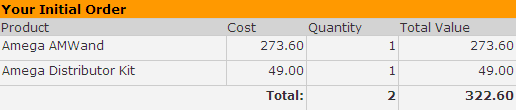 Your Initial Order
Product Cost Quantity Total Value
Amega AMWand 273.60 1 273.60
Amega Distributor Kit 49.00 1 49.00
Total: 2 322.60